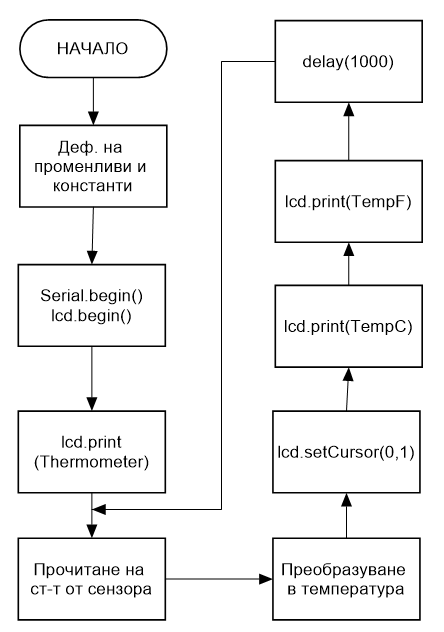 НАЧАЛО
Деф. на
променливи и
константи
Serial.begin()
lcd.begin()
lcd.print
(Thermometer)
Прочитане на
ст-т от сензора
Преобразуване
в температура
lcd.setCursor(0,1)
lcd.print(TempC)
lcd.print(TempF)
delay(1000)